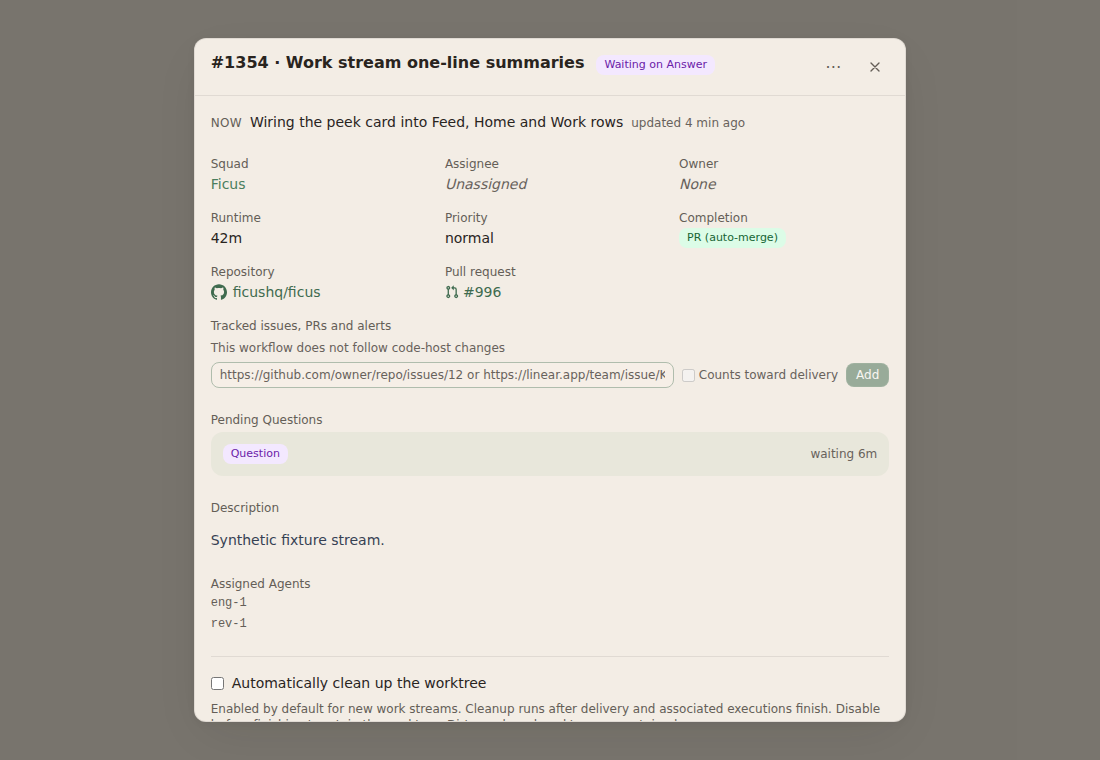 #1354 · Work stream one-line summaries Waiting on Answer ...
NOW Wiring the peek card into Feed, Home and Work rows updated 4 min ago
Squad Assignee Owner
Ficus Unassigned None
Runtime Priority Completion
42m normal PR (auto-merge)
Repository Pull request
ficushq/ficus #996
Tracked issues, PRs and alerts
This workflow does not follow code-host changes
https://github.com/owner/repo/issues/12 or https://linear.app/team/issue/K Counts toward delivery Add
Pending Questions
Question waiting 6m
Description
Synthetic fixture stream.
Assigned Agents
eng-1
rev-1
Automatically clean up the worktree
Enabled by default for new work streams. Cleanup runs after delivery and associated executions finish. Disable